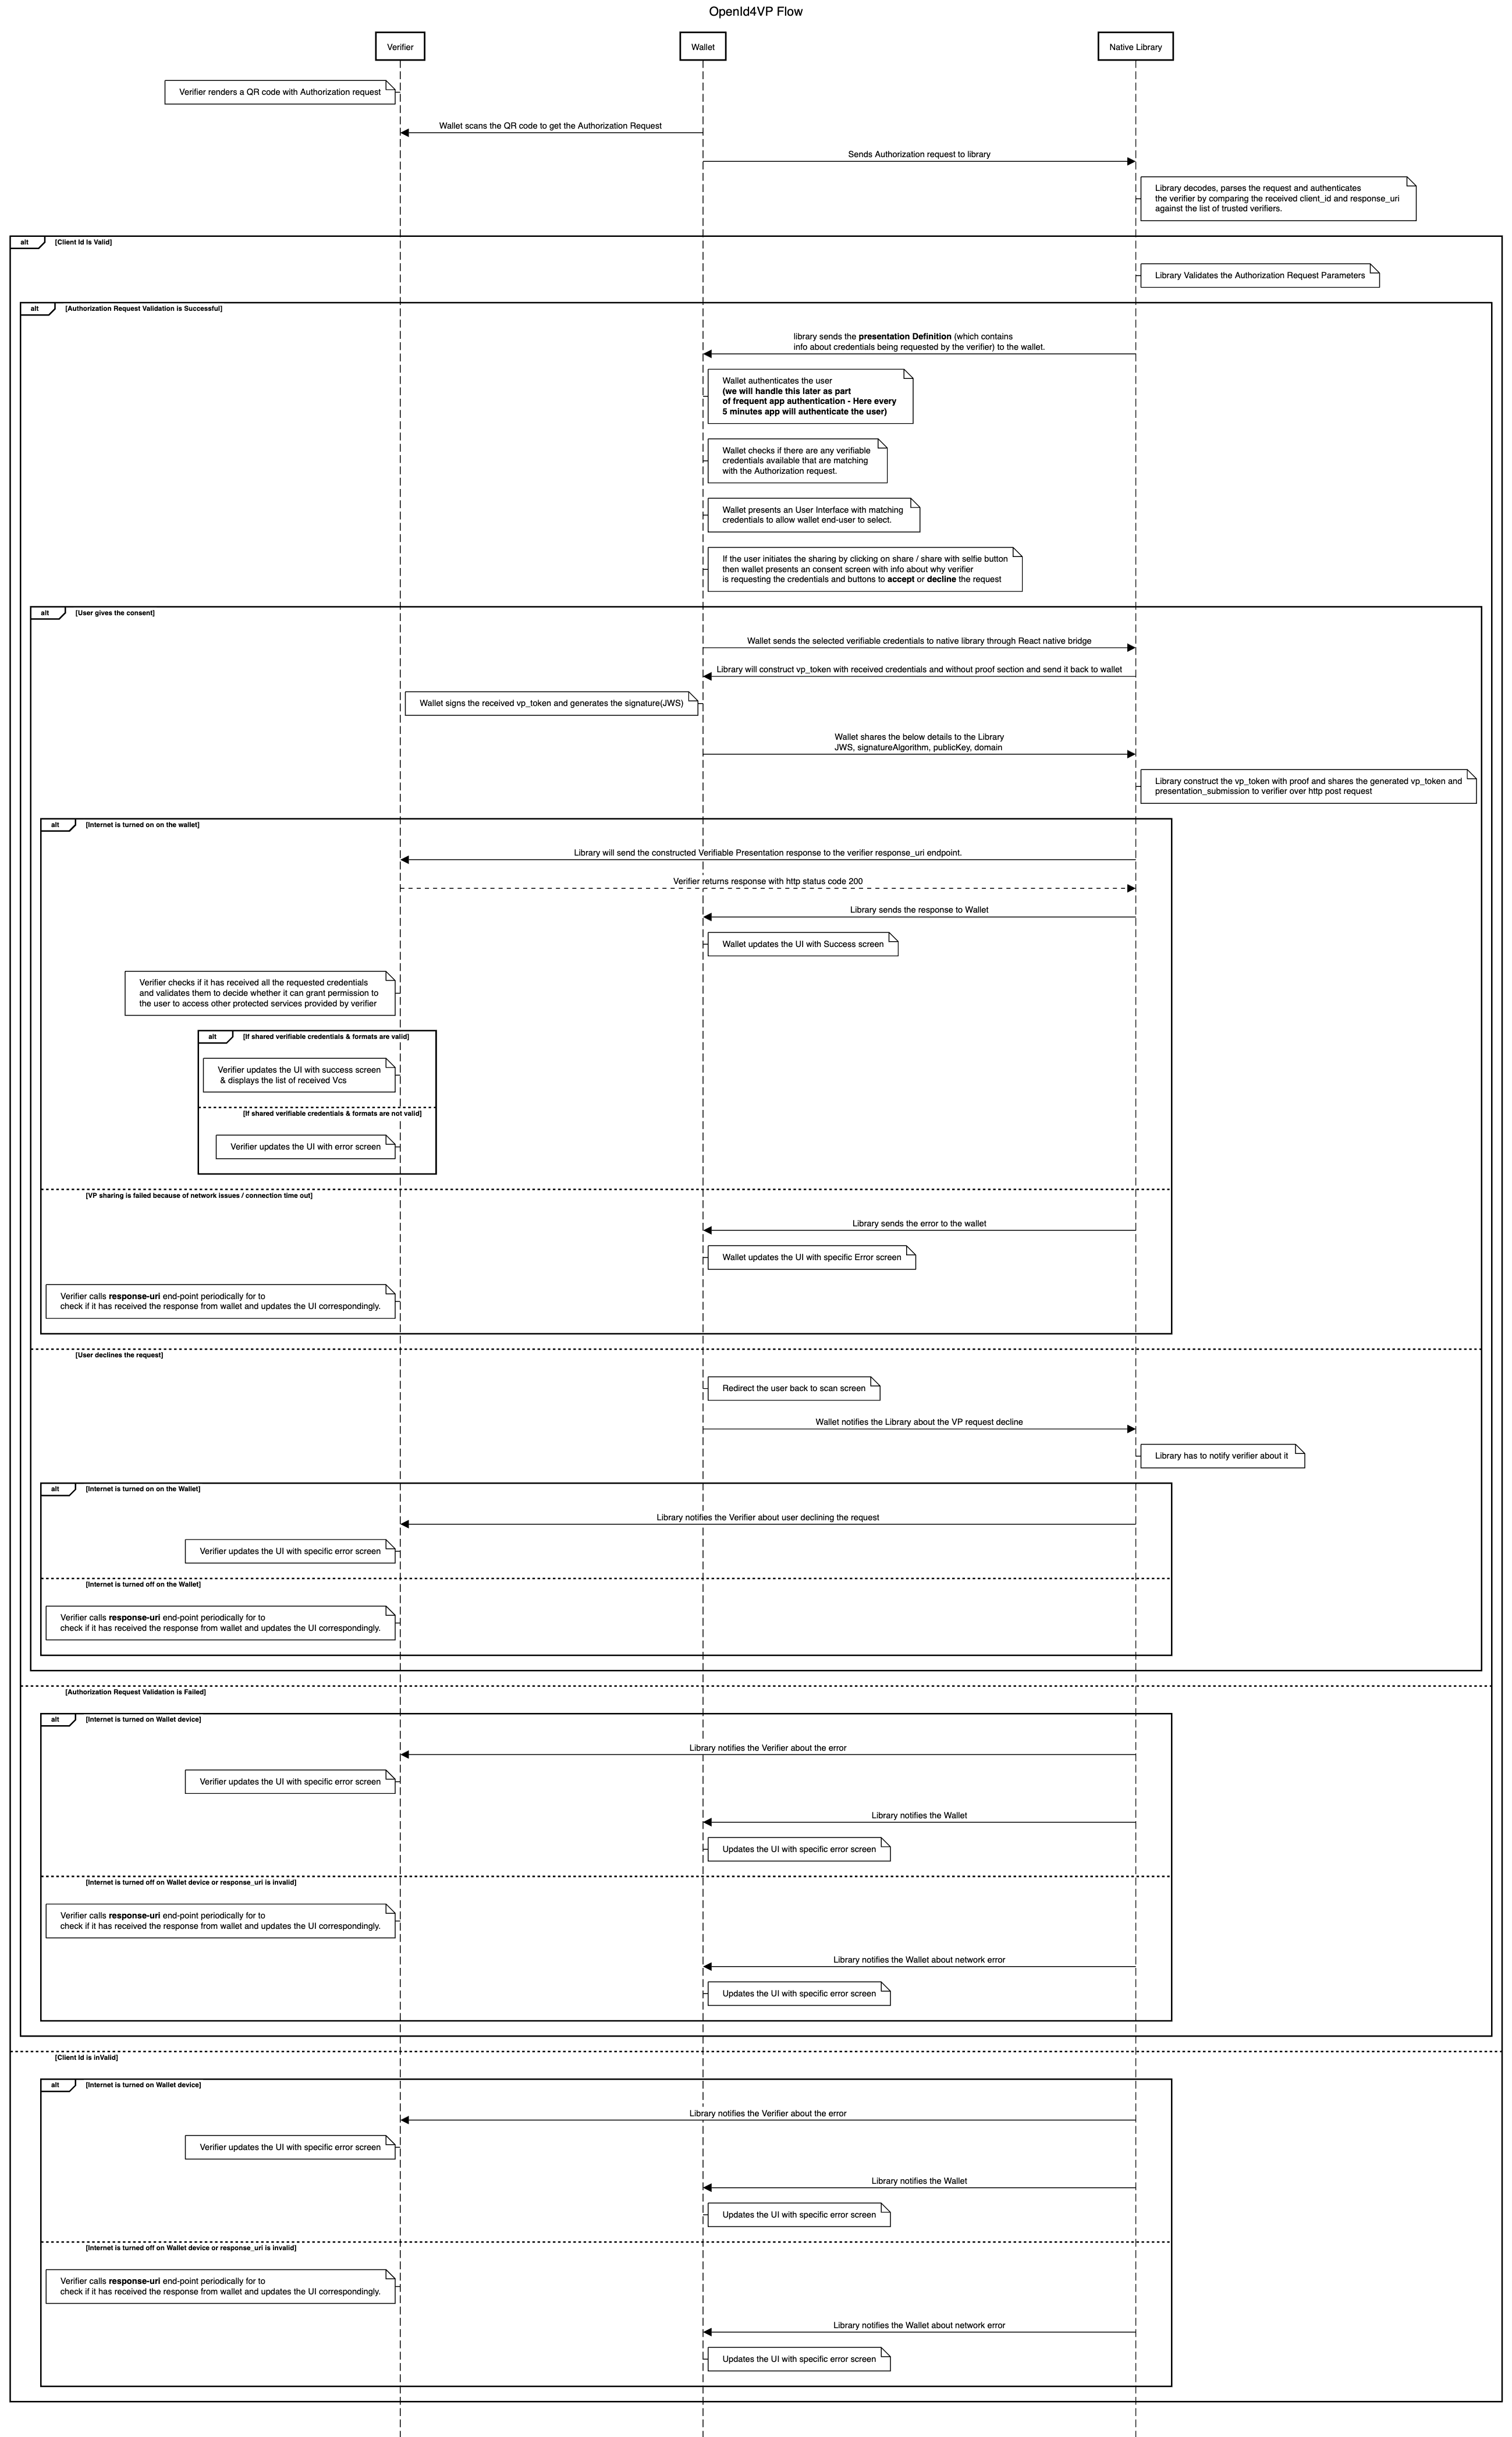 OpenId4VP Flow
Verifier
Wallet
Native Library
Verifier renders a QR code with Authorization request
Wallet scans the QR code to get the Authorization Request
Sends Authorization request to library
Library decodes, parses the request and authenticates
the verifier by comparing the received client_id and response_uri
against the list of trusted verifiers.
alt
[Client Id Is Valid]
Library Validates the Authorization Request Parameters
alt
[Authorization Request Validation is Successful]
library sends the presentation Definition (which contains
info about credentials being requested by the verifier) to the wallet.
Wallet authenticates the user
(we will handle this later as part
of frequent app authentication - Here every
5 minutes app will authenticate the user)
Wallet checks if there are any verifiable
credentials available that are matching
with the Authorization request.
Wallet presents an User Interface with matching
credentials to allow wallet end-user to select.
If the user initiates the sharing by clicking on share / share with selfie button
then wallet presents an consent screen with info about why verifier
is requesting the credentials and buttons to accept or decline the request
alt
[User gives the consent]
Wallet sends the selected verifiable credentials to native library through React native bridge
Library will construct vp_token with received credentials and without proof section and send it back to wallet
Wallet signs the received vp_token and generates the signature(JWS)
Wallet shares the below details to the Library
JWS, signatureAlgorithm, publicKey, domain
Library construct the vp_token with proof and shares the generated vp_token and
presentation_submission to verifier over http post request
alt
[Internet is turned on on the wallet]
Library will send the constructed Verifiable Presentation response to the verifier response_uri endpoint.
Verifier returns response with http status code 200
Library sends the response to Wallet
Wallet updates the UI with Success screen
Verifier checks if it has received all the requested credentials
and validates them to decide whether it can grant permission to
the user to access other protected services provided by verifier
alt
[If shared verifiable credentials & formats are valid]
Verifier updates the UI with success screen
& displays the list of received Vcs
[If shared verifiable credentials & formats are not valid]
Verifier updates the UI with error screen
[VP sharing is failed because of network issues / connection time out]
Library sends the error to the wallet
Wallet updates the UI with specific Error screen
Verifier calls response-uri end-point periodically for to
check if it has received the response from wallet and updates the UI correspondingly.
[User declines the request]
Redirect the user back to scan screen
Wallet notifies the Library about the VP request decline
Library has to notify verifier about it
alt
[Internet is turned on on the Wallet]
Library notifies the Verifier about user declining the request
Verifier updates the UI with specific error screen
[Internet is turned off on the Wallet]
Verifier calls response-uri end-point periodically for to
check if it has received the response from wallet and updates the UI correspondingly.
[Authorization Request Validation is Failed]
alt
[Internet is turned on Wallet device]
Library notifies the Verifier about the error
Verifier updates the UI with specific error screen
Library notifies the Wallet
Updates the UI with specific error screen
[Internet is turned off on Wallet device or response_uri is invalid]
Verifier calls response-uri end-point periodically for to
check if it has received the response from wallet and updates the UI correspondingly.
Library notifies the Wallet about network error
Updates the UI with specific error screen
[Client Id is inValid]
alt
[Internet is turned on Wallet device]
Library notifies the Verifier about the error
Verifier updates the UI with specific error screen
Library notifies the Wallet
Updates the UI with specific error screen
[Internet is turned off on Wallet device or response_uri is invalid]
Verifier calls response-uri end-point periodically for to
check if it has received the response from wallet and updates the UI correspondingly.
Library notifies the Wallet about network error
Updates the UI with specific error screen